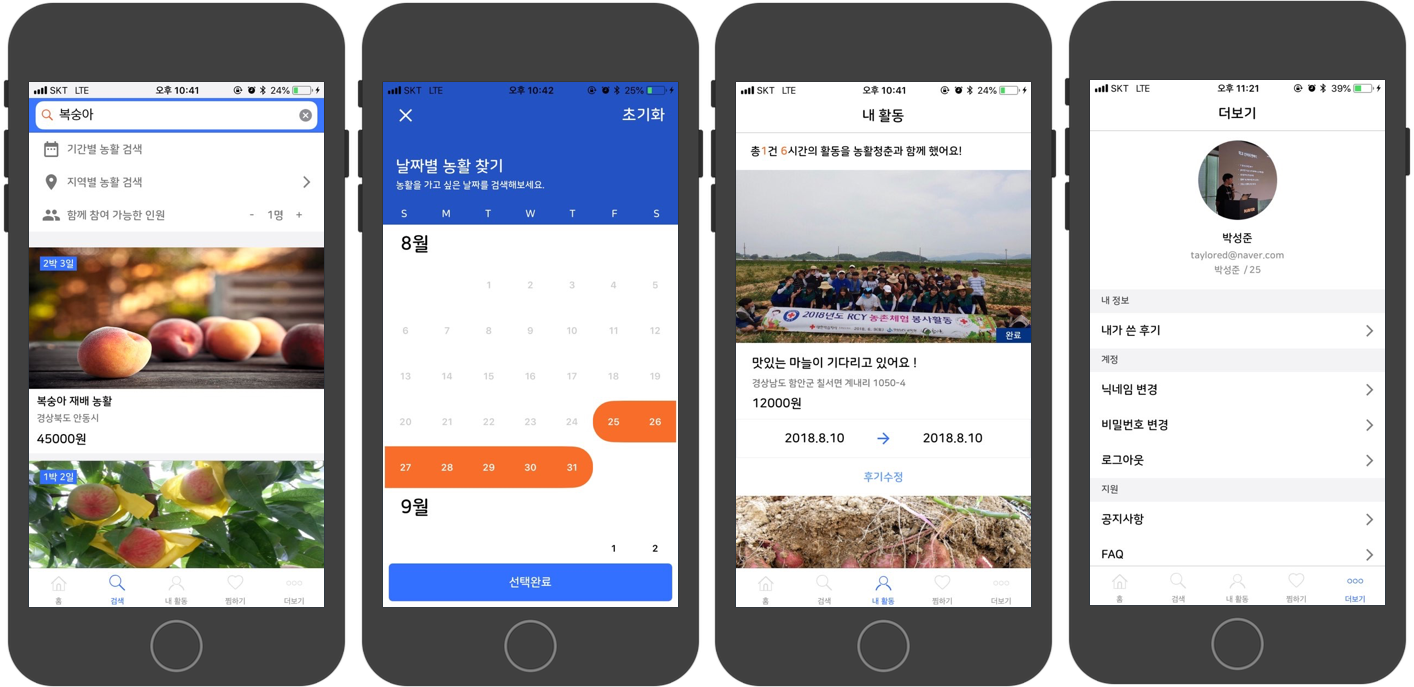 SKT LTE 오후 10:41 24%
복숭아
기간별 농활 검색
지역별 농활 검색
함께 참여 가능한 인원 - 1명 +
2박 3일
복숭아 재배 농활
경상북도 안동시
45000원
1박 2일
홈 검색 내 활동 찜하기 더보기
SKT LTE 오후 10:42 25%
초기화
날짜별 농활 찾기
농활을 가고 싶은 날짜를 검색해보세요.
S M T W T F S
8월
1 2 3 4 5
6 7 8 9 10 11 12
13 14 15 16 17 18 19
20 21 22 23 24 25 26
27 28 29 30 31
9월
1 2
선택완료
SKT LTE 오후 10:41 24%
내 활동
총1건 6시간의 활동을 농활청춘과 함께 했어요!
2018년도 RCY 농촌체험 봉사활동
완료
맛있는 마늘이 기다리고 있어요 !
경상남도 함안군 칠서면 계내리 1050-4
12000원
2018.8.10 → 2018.8.10
후기수정
홈 검색 내 활동 찜하기 더보기
SKT LTE 오후 11:21 39%
더보기
박성준
taylored@naver.com
박성준 / 25
내 정보
내가 쓴 후기
계정
닉네임 변경
비밀번호 변경
로그아웃
지원
공지사항
FAQ
홈 검색 내 활동 찜하기 더보기